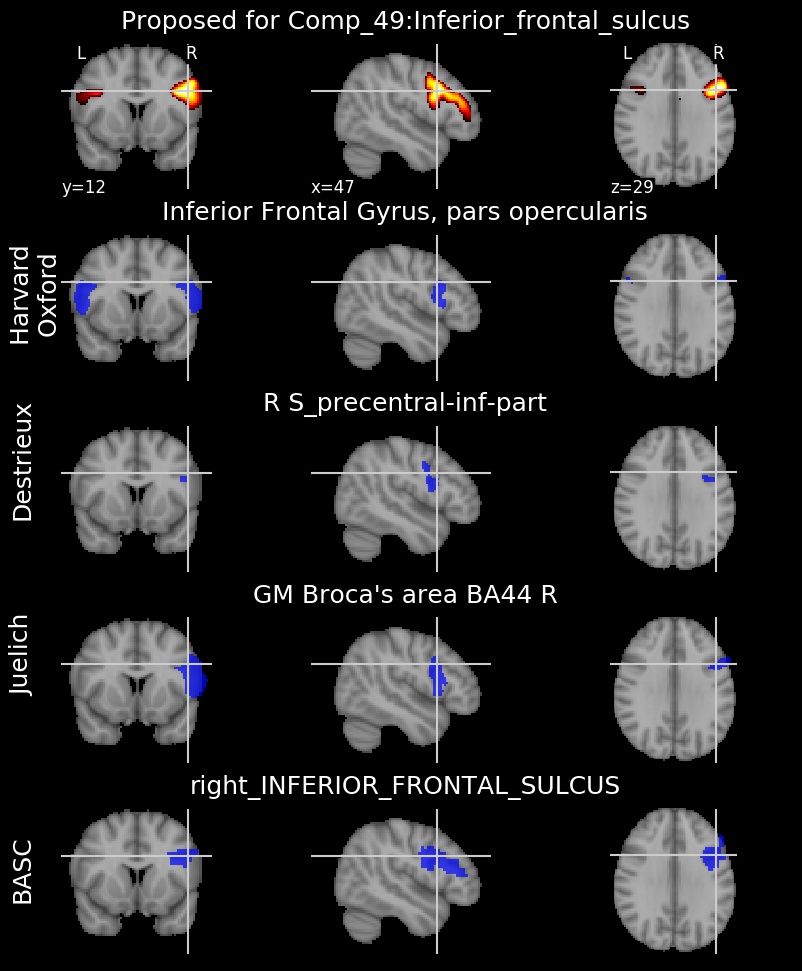 Proposed for Comp_49:Inferior_frontal_sulcus
L R L R
y=12 x=47 z=29
Inferior Frontal Gyrus, pars opercularis
Harvard
Oxford
R S_precentral-inf-part
Destrieux
GM Broca's area BA44 R
Juelich
right_INFERIOR_FRONTAL_SULCUS
BASC